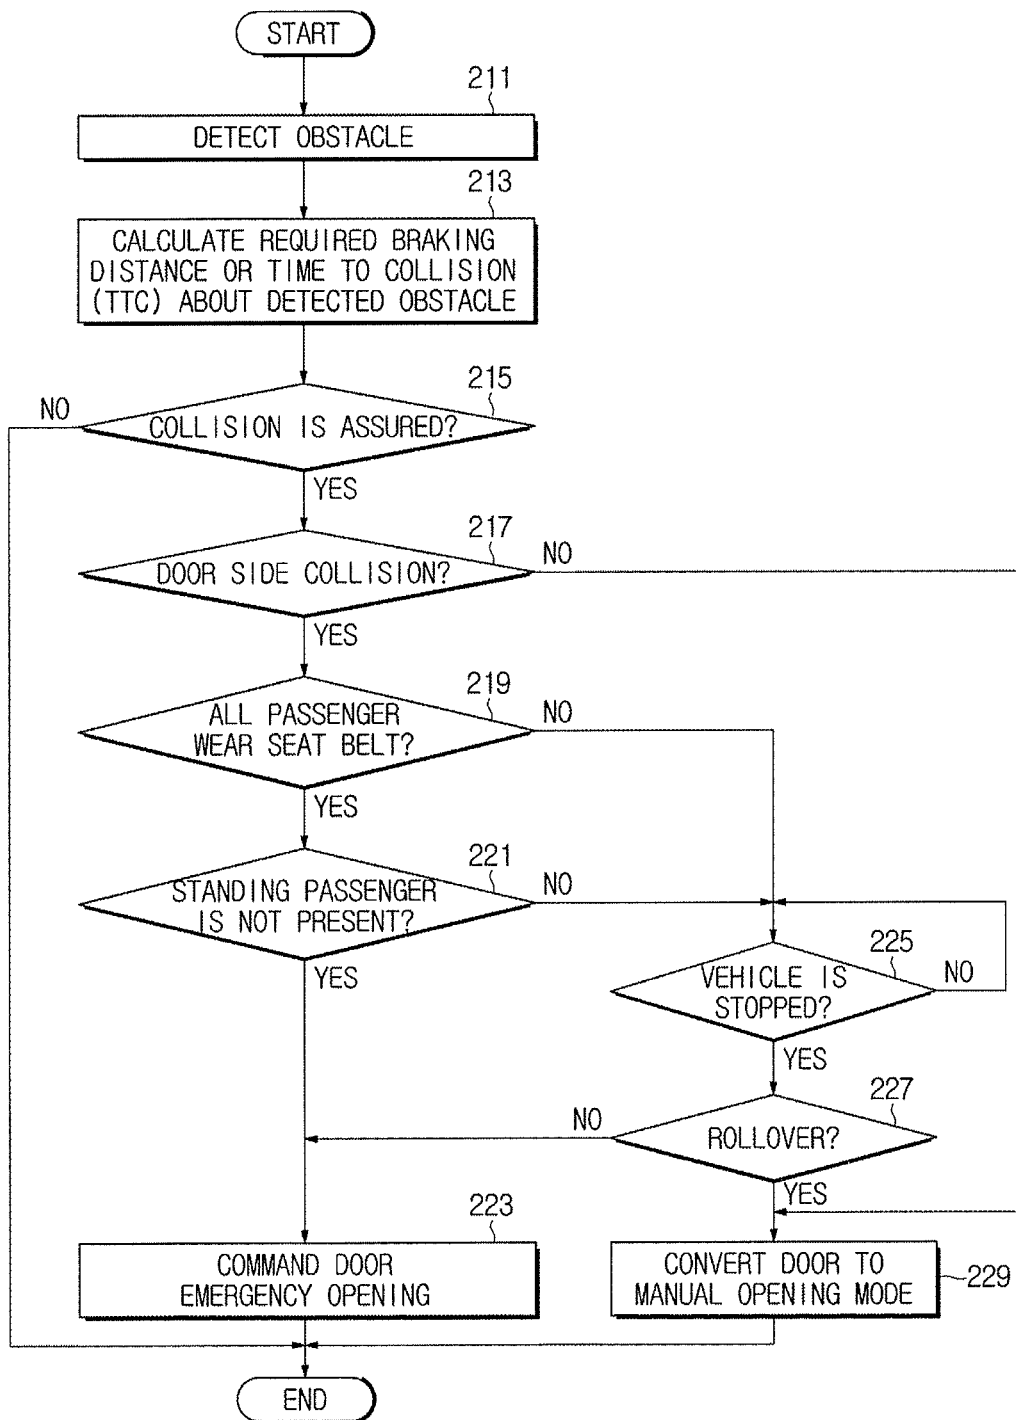 START
211
DETECT OBSTACLE
213
CALCULATE REQUIRED BRAKING
DISTANCE OR TIME TO COLLISION
(TTC) ABOUT DETECTED OBSTACLE
215
NO
COLLISION IS ASSURED?
YES
217
NO
DOOR SIDE COLLISION?
YES
219
NO
ALL PASSENGER
WEAR SEAT BELT?
YES
221
NO
STANDING PASSENGER
IS NOT PRESENT?
YES
225
VEHICLE IS
STOPPED?
NO
YES
227
NO
ROLLOVER?
YES
223
COMMAND DOOR
EMERGENCY OPENING
CONVERT DOOR TO
MANUAL OPENING MODE
229
END